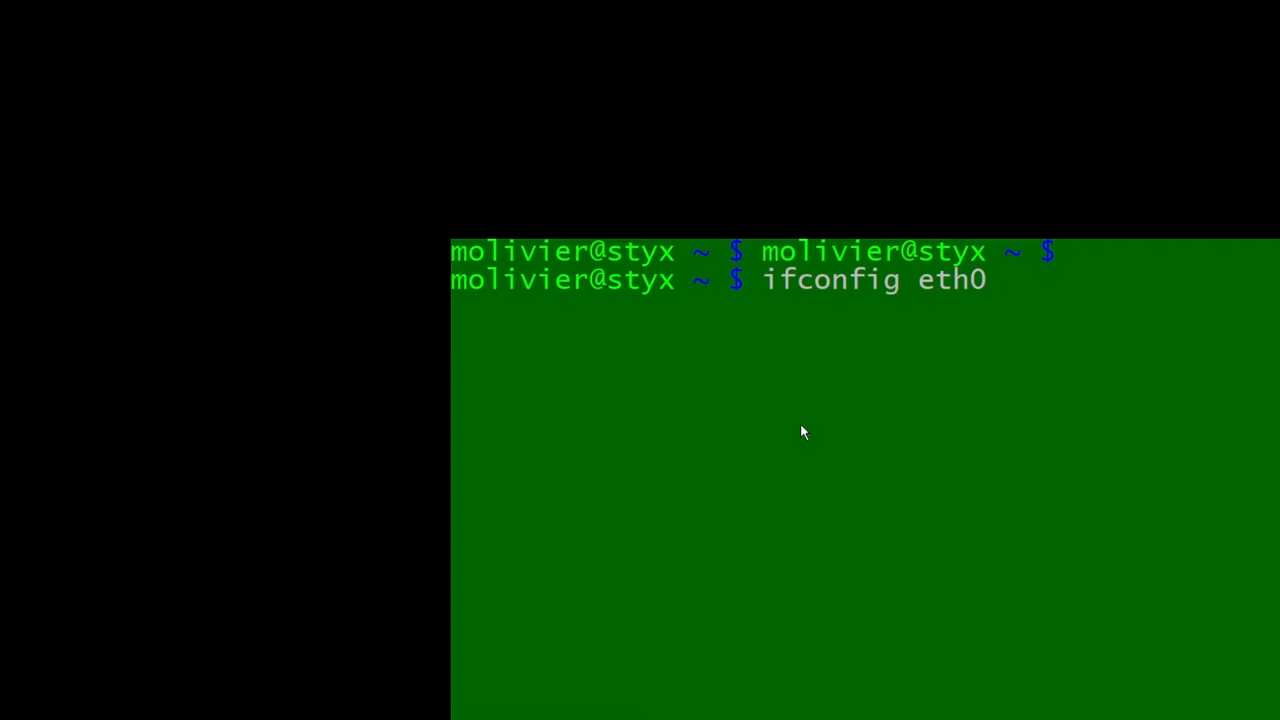 molivier@styx ~ $ molivier@styx ~ $
molivier@styx ~ $ ifconfig eth0